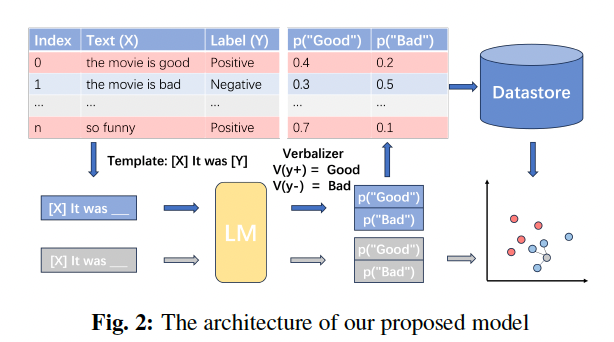 Index Text (X) Label (Y) p("Good") p("Bad")
0 the movie is good Positive 0.4 0.2
1 the movie is bad Negative 0.3 0.5
... ... ... ... ...
n so funny Positive 0.7 0.1
Datastore
Template: [X] It was [Y]
Verbalizer
V(y+) = Good
V(y-) = Bad
[X] It was ___
LM
p("Good")
p("Bad")
[X] It was ___
p("Good")
p("Bad")
Fig. 2: The architecture of our proposed model